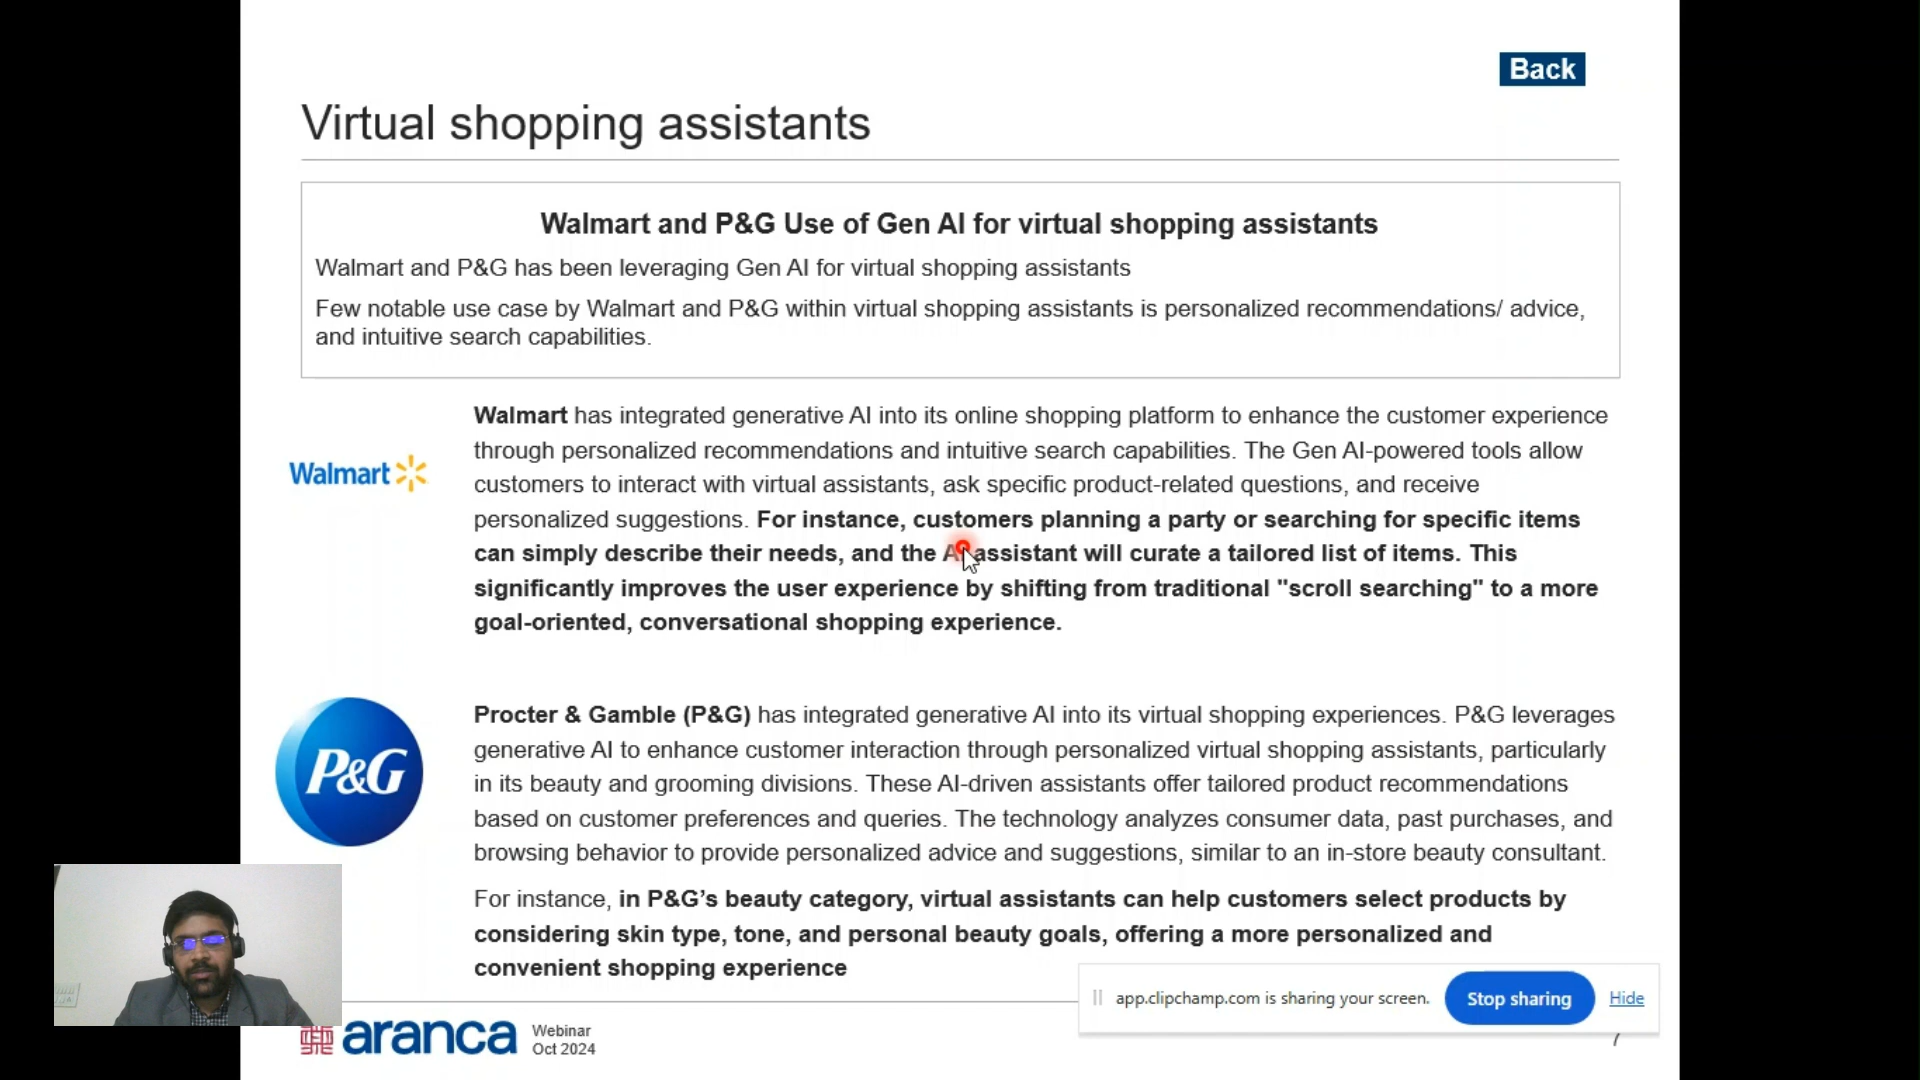 Back
Virtual shopping assistants
Walmart and P&G Use of Gen AI for virtual shopping assistants
Walmart and P&G has been leveraging Gen AI for virtual shopping assistants
Few notable use case by Walmart and P&G within virtual shopping assistants is personalized recommendations/ advice,
and intuitive search capabilities.
Walmart
Walmart has integrated generative AI into its online shopping platform to enhance the customer experience
through personalized recommendations and intuitive search capabilities. The Gen AI-powered tools allow
customers to interact with virtual assistants, ask specific product-related questions, and receive
personalized suggestions. For instance, customers planning a party or searching for specific items
can simply describe their needs, and the AI assistant will curate a tailored list of items. This
significantly improves the user experience by shifting from traditional "scroll searching" to a more
goal-oriented, conversational shopping experience.
P&G
Procter & Gamble (P&G) has integrated generative AI into its virtual shopping experiences. P&G leverages
generative AI to enhance customer interaction through personalized virtual shopping assistants, particularly
in its beauty and grooming divisions. These AI-driven assistants offer tailored product recommendations
based on customer preferences and queries. The technology analyzes consumer data, past purchases, and
browsing behavior to provide personalized advice and suggestions, similar to an in-store beauty consultant.
For instance, in P&G’s beauty category, virtual assistants can help customers select products by
considering skin type, tone, and personal beauty goals, offering a more personalized and
convenient shopping experience
app.clipchamp.com is sharing your screen. Stop sharing Hide
aranca
Webinar
Oct 2024
7